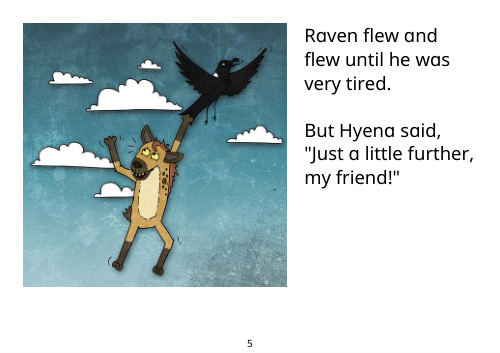 Raven flew and
flew until he was
very tired.
But Hyena said,
"Just a little further,
my friend!"
5